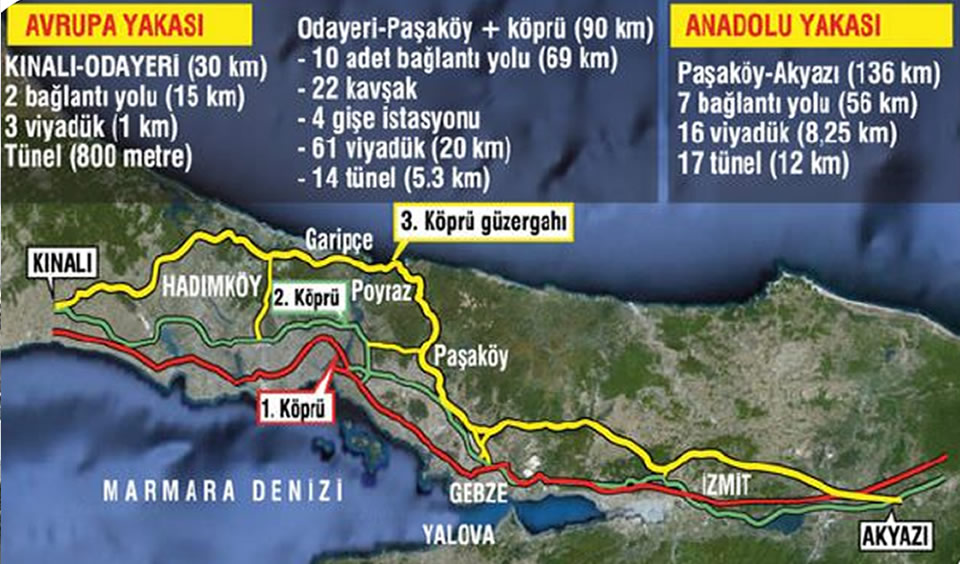 AVRUPA YAKASI
KINALI-ODAYERİ (30 km)
2 bağlantı yolu (15 km)
3 viyadük (1 km)
Tünel (800 metre)
Odayeri-Paşaköy + köprü (90 km)
- 10 adet bağlantı yolu (69 km)
- 22 kavşak
- 4 gişe istasyonu
- 61 viyadük (20 km)
- 14 tünel (5.3 km)
ANADOLU YAKASI
Paşaköy-Akyazı (136 km)
7 bağlantı yolu (56 km)
16 viyadük (8,25 km)
17 tünel (12 km)
3. Köprü güzergahı
Garipçe
KINALI
HADIMKÖY
2. Köprü
Poyraz
Paşaköy
1. Köprü
MARMARA DENİZİ
GEBZE
İZMİT
YALOVA
AKYAZI